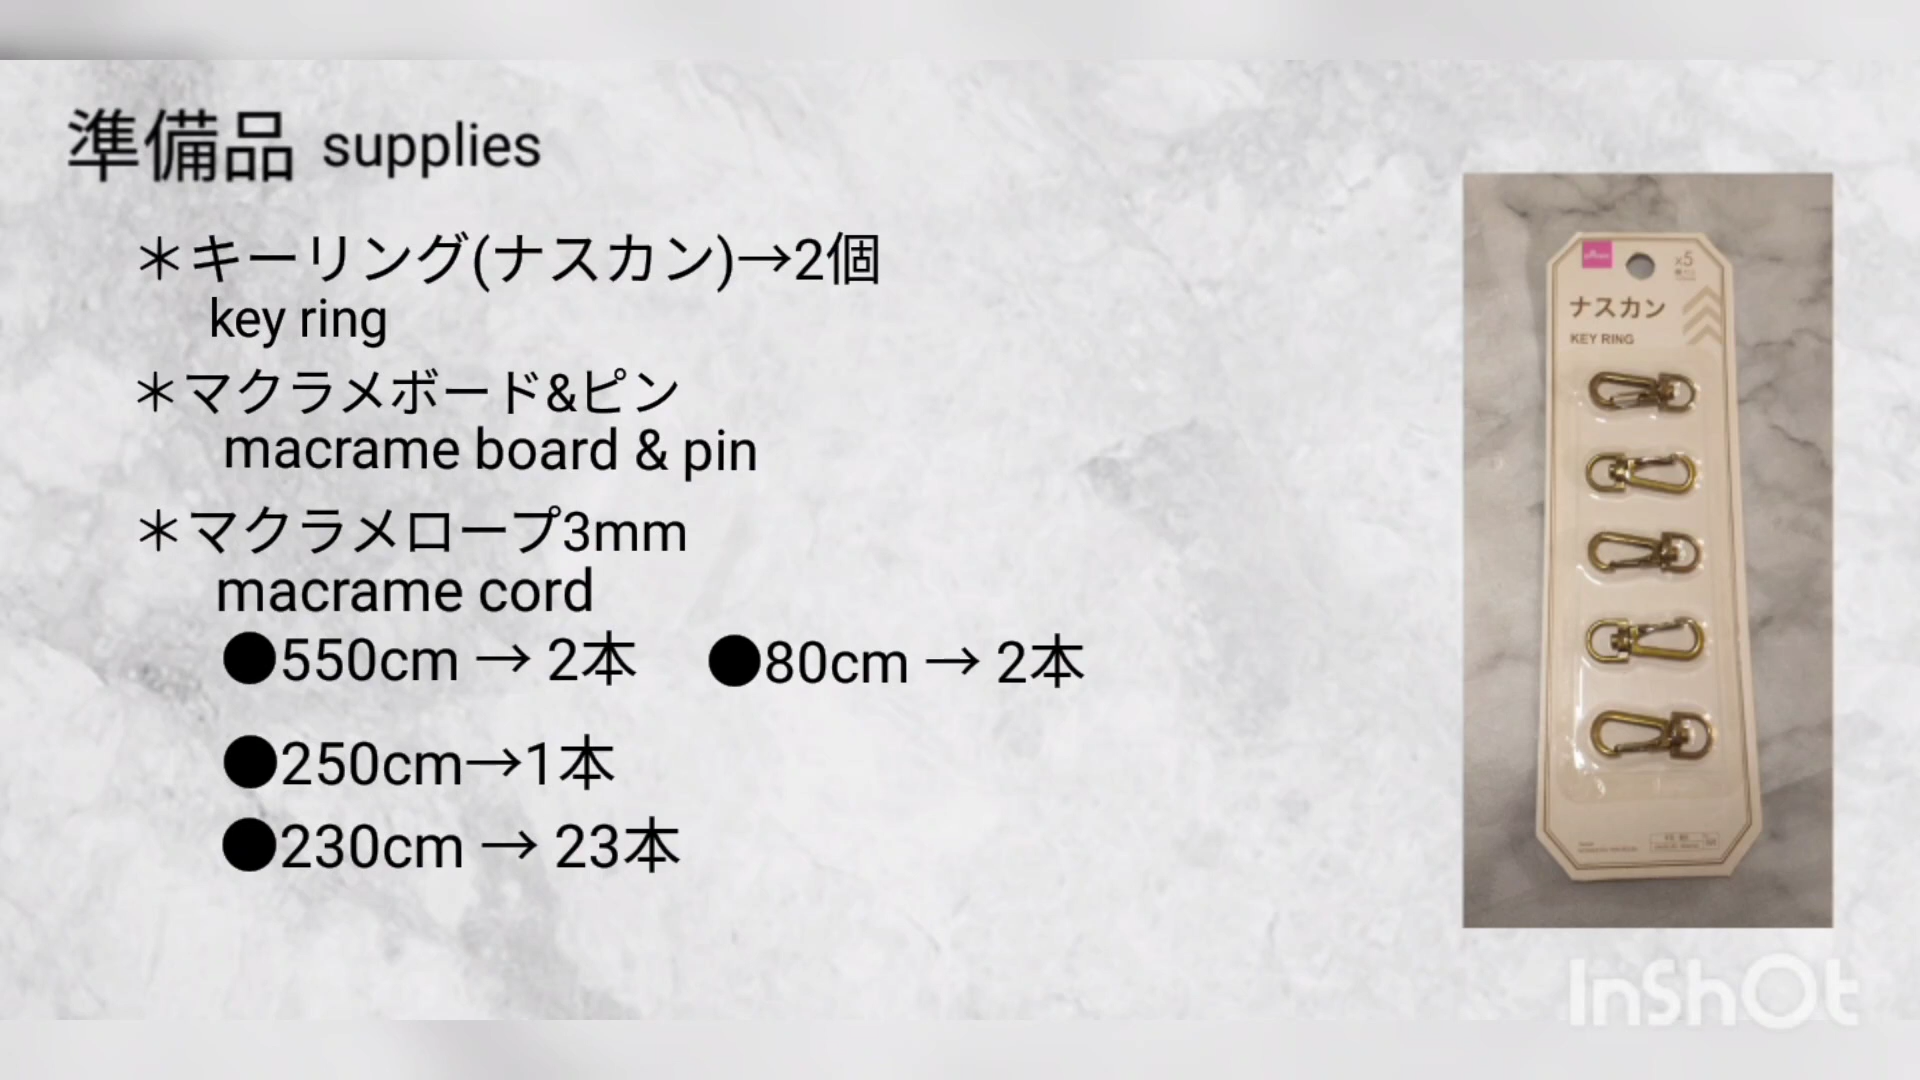 準備品 supplies
＊キーリング(ナスカン)→2個
key ring
＊マクラメボード&ピン
macrame board & pin
＊マクラメロープ3mm
macrame cord
●550cm → 2本 ●80cm → 2本
●250cm→1本
●230cm → 23本
x5
ナスカン
KEY RING
InShOt